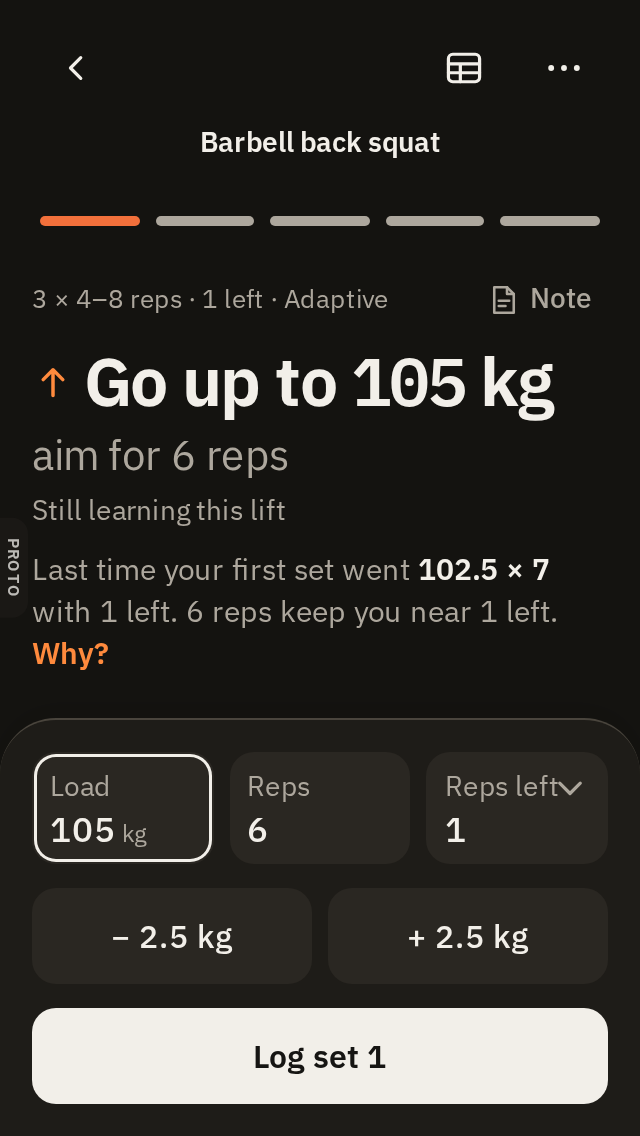 Barbell back squat
3 × 4–8 reps · 1 left · Adaptive
Note
Go up to 105 kg
aim for 6 reps
Still learning this lift
PROTO
Last time your first set went 102.5 × 7
with 1 left. 6 reps keep you near 1 left.
Why?
Load
105 kg
Reps
6
Reps left
1
− 2.5 kg
+ 2.5 kg
Log set 1